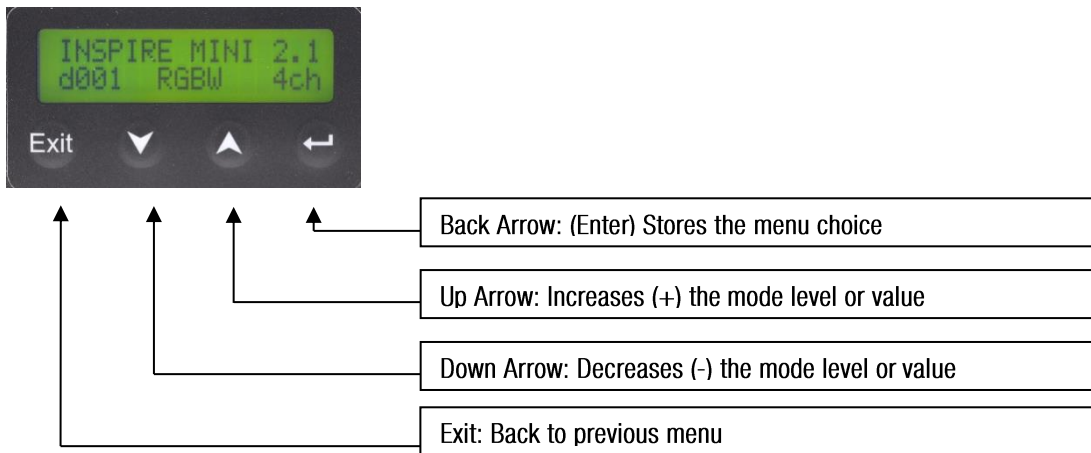 INSPIRE MINI 2.1
d001 RGBW 4ch
Exit
Back Arrow: (Enter) Stores the menu choice
Up Arrow: Increases (+) the mode level or value
Down Arrow: Decreases (-) the mode level or value
Exit: Back to previous menu